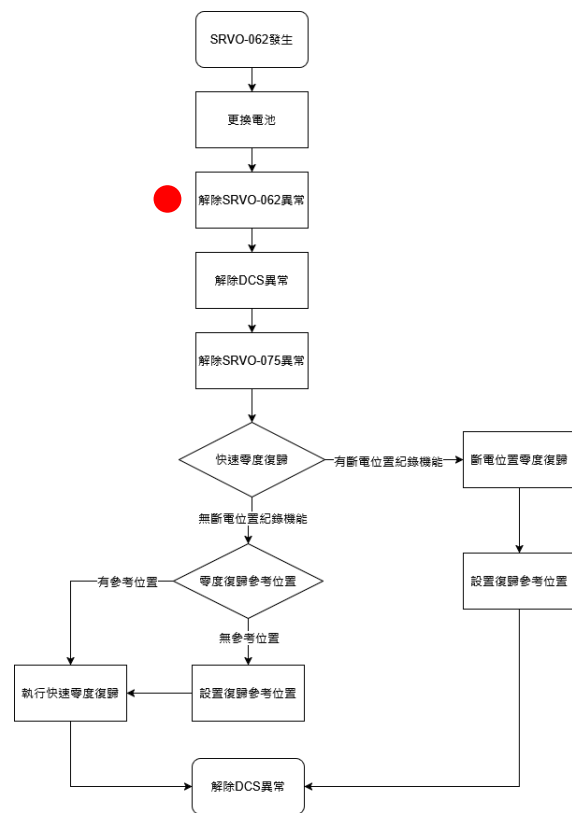 SRVO-062發生
更換電池
解除SRVO-062異常
解除DCS異常
解除SRVO-075異常
快速零度復歸
有斷電位置紀錄機能
斷電位置零度復歸
無斷電位置紀錄機能
零度復歸參考位置
設置復歸參考位置
有參考位置
無參考位置
執行快速零度復歸
設置復歸參考位置
解除DCS異常